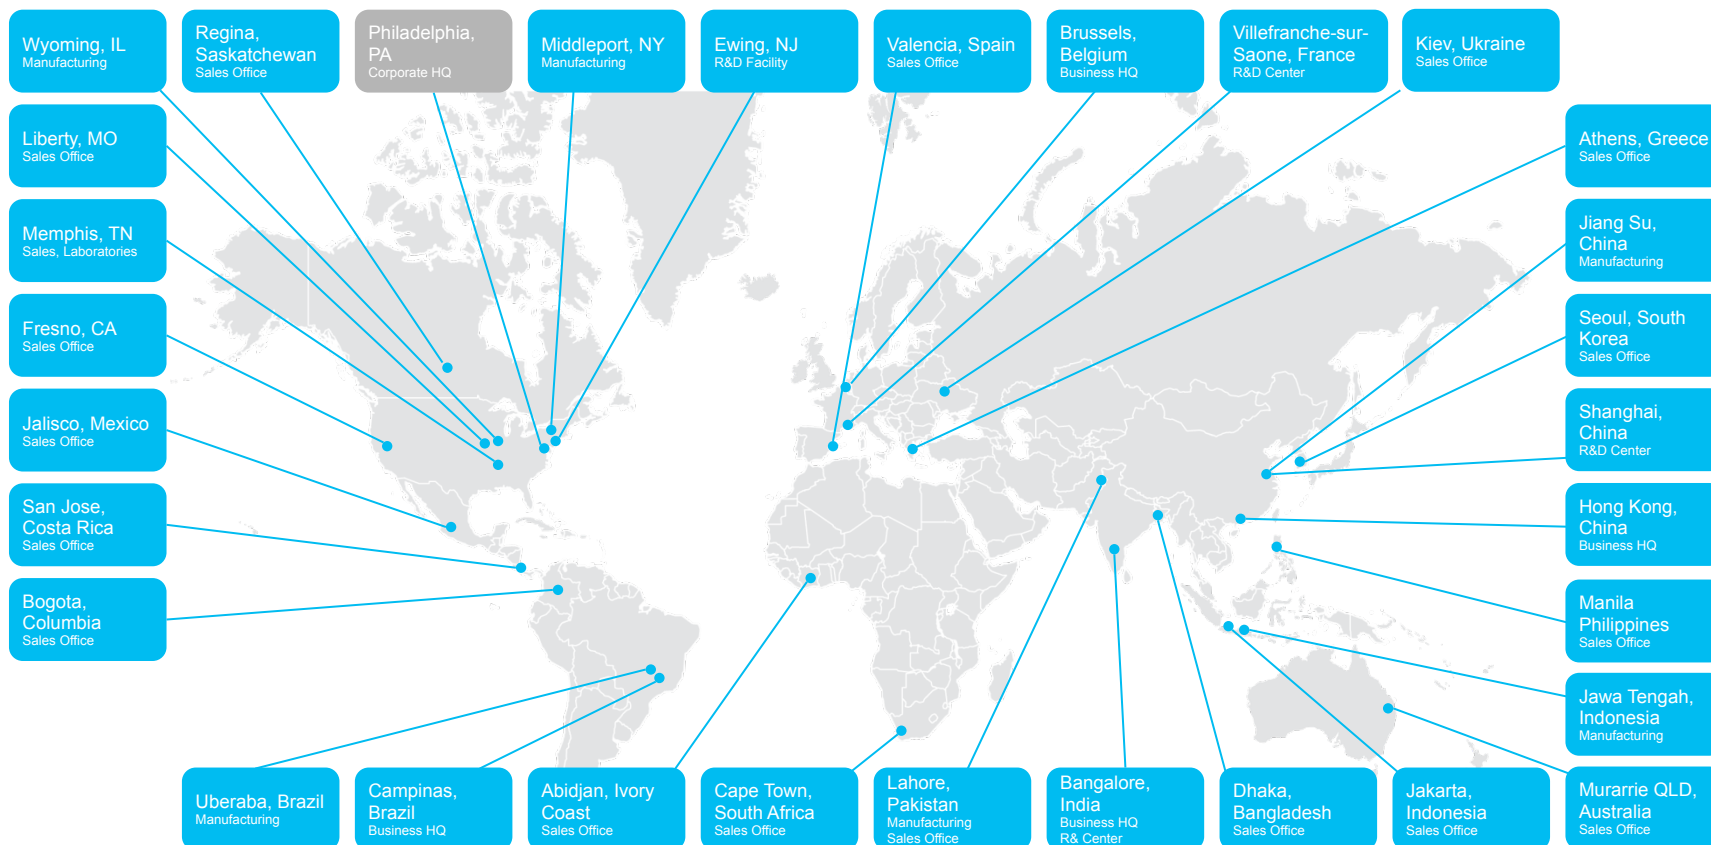 Wyoming, IL
Manufacturing
Regina,
Saskatchewan
Sales Office
Philadelphia,
PA
Corporate HQ
Middleport, NY
Manufacturing
Ewing, NJ
R&D Facility
Valencia, Spain
Sales Office
Brussels,
Belgium
Business HQ
Villefranche-sur-
Saone, France
R&D Center
Kiev, Ukraine
Sales Office
Liberty, MO
Sales Office
Memphis, TN
Sales, Laboratories
Fresno, CA
Sales Office
Jalisco, Mexico
Sales Office
San Jose,
Costa Rica
Sales Office
Bogota,
Columbia
Sales Office
Athens, Greece
Sales Office
Jiang Su,
China
Manufacturing
Seoul, South
Korea
Sales Office
Shanghai,
China
R&D Center
Hong Kong,
China
Business HQ
Manila
Philippines
Sales Office
Jawa Tengah,
Indonesia
Manufacturing
Uberaba, Brazil
Manufacturing
Campinas,
Brazil
Business HQ
Abidjan, Ivory
Coast
Sales Office
Cape Town,
South Africa
Sales Office
Lahore,
Pakistan
Manufacturing
Sales Office
Bangalore,
India
Business HQ
R& Center
Dhaka,
Bangladesh
Sales Office
Jakarta,
Indonesia
Sales Office
Murarrie QLD,
Australia
Sales Office